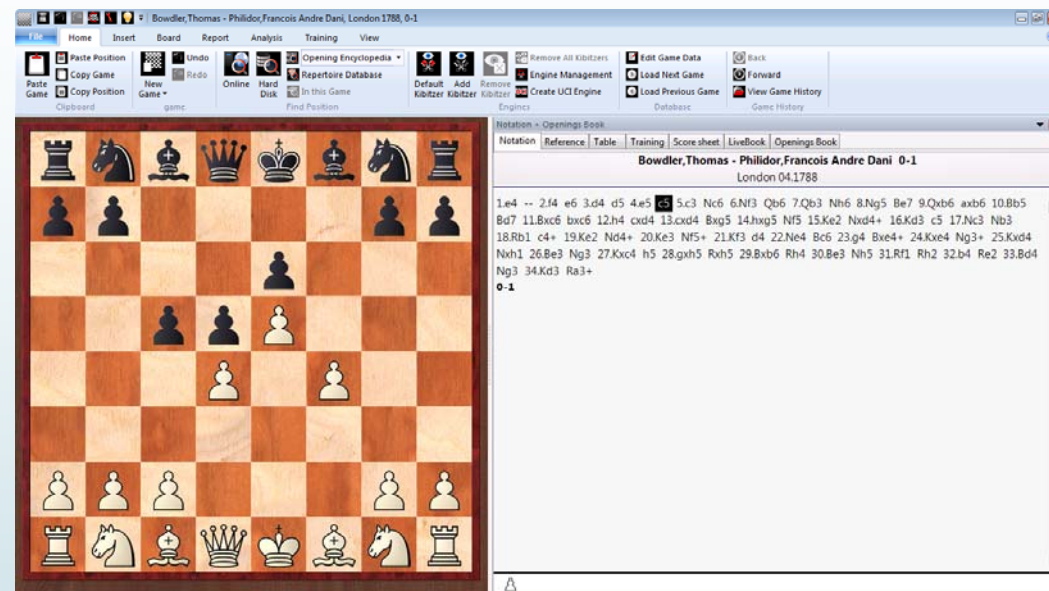 Bowdler,Thomas - Philidor,Francois Andre Dani, London 1788, 0-1
File Home Insert Board Report Analysis Training View
Paste Game
Paste Position
Copy Game
Copy Position
Clipboard
New Game
Undo
Redo
game
Online
Hard Disk
Opening Encyclopedia
Repertoire Database
In this Game
Find Position
Default Kibitzer
Add Kibitzer
Remove Kibitzer
Remove All Kibitzers
Engine Management
Create UCI Engine
Engines
Edit Game Data
Load Next Game
Load Previous Game
Database
Back
Forward
View Game History
Game History
Notation + Openings Book
Notation Reference Table Training Score sheet LiveBook Openings Book
Bowdler,Thomas - Philidor,Francois Andre Dani 0-1
London 04.1788
1.e4 -- 2.f4 e6 3.d4 d5 4.e5 c5 5.c3 Nc6 6.Nf3 Qb6 7.Qb3 Nh6 8.Ng5 Be7 9.Qxb6 axb6 10.Bb5
Bd7 11.Bxc6 bxc6 12.h4 cxd4 13.cxd4 Bxg5 14.hxg5 Nf5 15.Ke2 Nxd4+ 16.Kd3 c5 17.Nc3 Nb3
18.Rb1 c4+ 19.Ke2 Nd4+ 20.Ke3 Nf5+ 21.Kf3 d4 22.Ne4 Bc6 23.g4 Bxe4+ 24.Kxe4 Ng3+ 25.Kxd4
Nxh1 26.Be3 Ng3 27.Kxc4 h5 28.gxh5 Rxh5 29.Bxb6 Rh4 30.Be3 Nh5 31.Rf1 Rh2 32.b4 Re2 33.Bd4
Ng3 34.Kd3 Ra3+
0-1